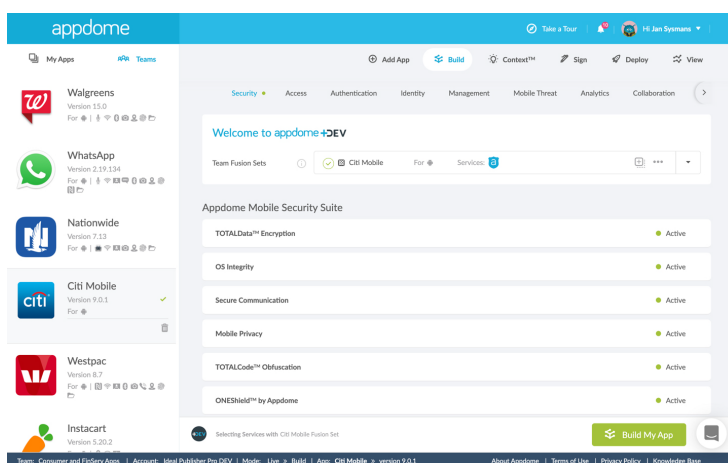 appdome
Take a Tour
Hi Jan Sysmans
My Apps
Teams
Add App
Build
Context™
Sign
Deploy
View
Walgreens
Version 15.0
For
WhatsApp
Version 2.19.134
For
Nationwide
Version 7.13
For
citi
Citi Mobile
Version 9.0.1
For
Westpac
Version 8.7
For
Instacart
Version 5.20.2
Security
Access
Authentication
Identity
Management
Mobile Threat
Analytics
Collaboration
Welcome to appdome +DEV
Team Fusion Sets
Citi Mobile
For
Services:
Appdome Mobile Security Suite
TOTALData™ Encryption
Active
OS Integrity
Active
Secure Communication
Active
Mobile Privacy
Active
TOTALCode™ Obfuscation
Active
ONEShield™ by Appdome
Active
+DEV
Selecting Services with Citi Mobile Fusion Set
Build My App
Team: Consumer and FinServ Apps | Account: Ideal Publisher Pro DEV | Mode: Live » Build | App: Citi Mobile » version 9.0.1
About Appdome | Terms of Use | Privacy Policy | Knowledge Base